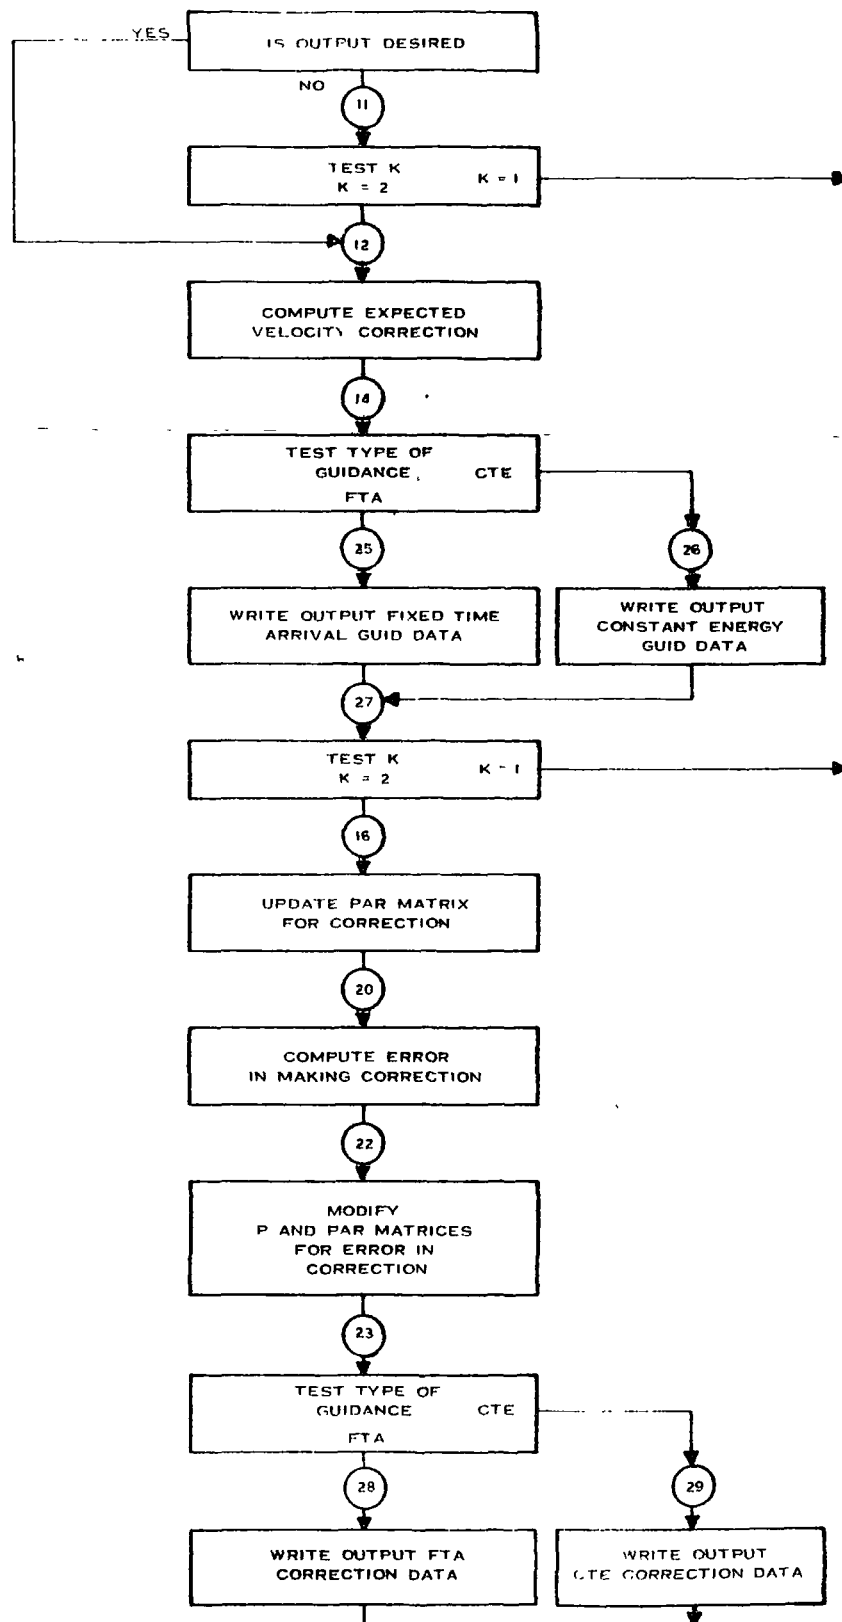 YES
IS OUTPUT DESIRED
NO
11
TEST K
K = 2
K = 1
12
COMPUTE EXPECTED
VELOCITY CORRECTION
14
TEST TYPE OF
GUIDANCE
CTE
FTA
25
26
WRITE OUTPUT FIXED TIME
ARRIVAL GUID DATA
WRITE OUTPUT
CONSTANT ENERGY
GUID DATA
27
TEST K
K = 2
K = 1
16
UPDATE PAR MATRIX
FOR CORRECTION
20
COMPUTE ERROR
IN MAKING CORRECTION
22
MODIFY
P AND PAR MATRICES
FOR ERROR IN
CORRECTION
23
TEST TYPE OF
GUIDANCE
CTE
FTA
28
29
WRITE OUTPUT FTA
CORRECTION DATA
WRITE OUTPUT
CTE CORRECTION DATA